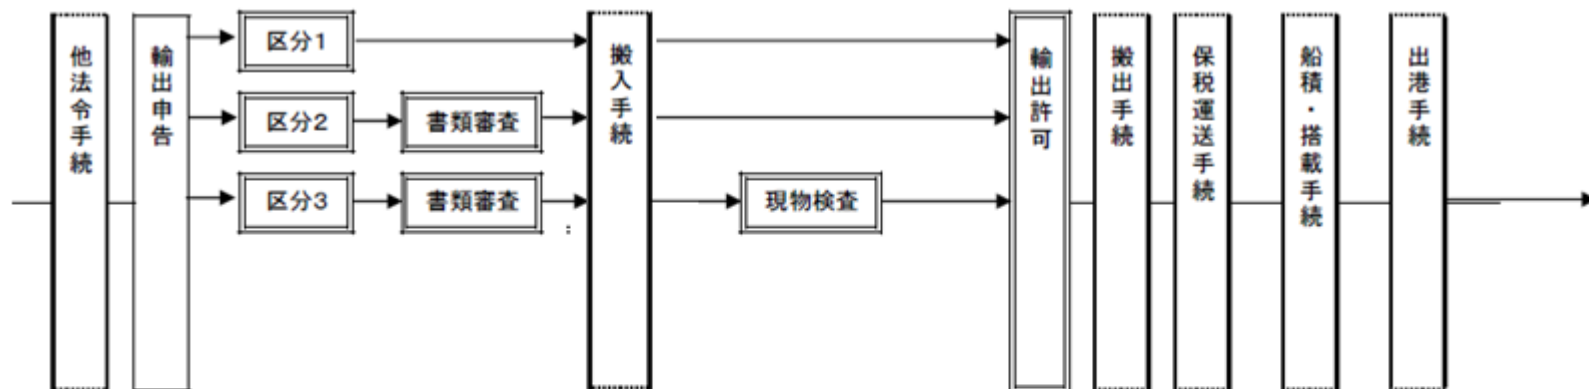 他法令手続
輸出申告
区分1
区分2
書類審査
区分3
書類審査
搬入手続
現物検査
輸出許可
搬出手続
保税運送手続
船積・搭載手続
出港手続